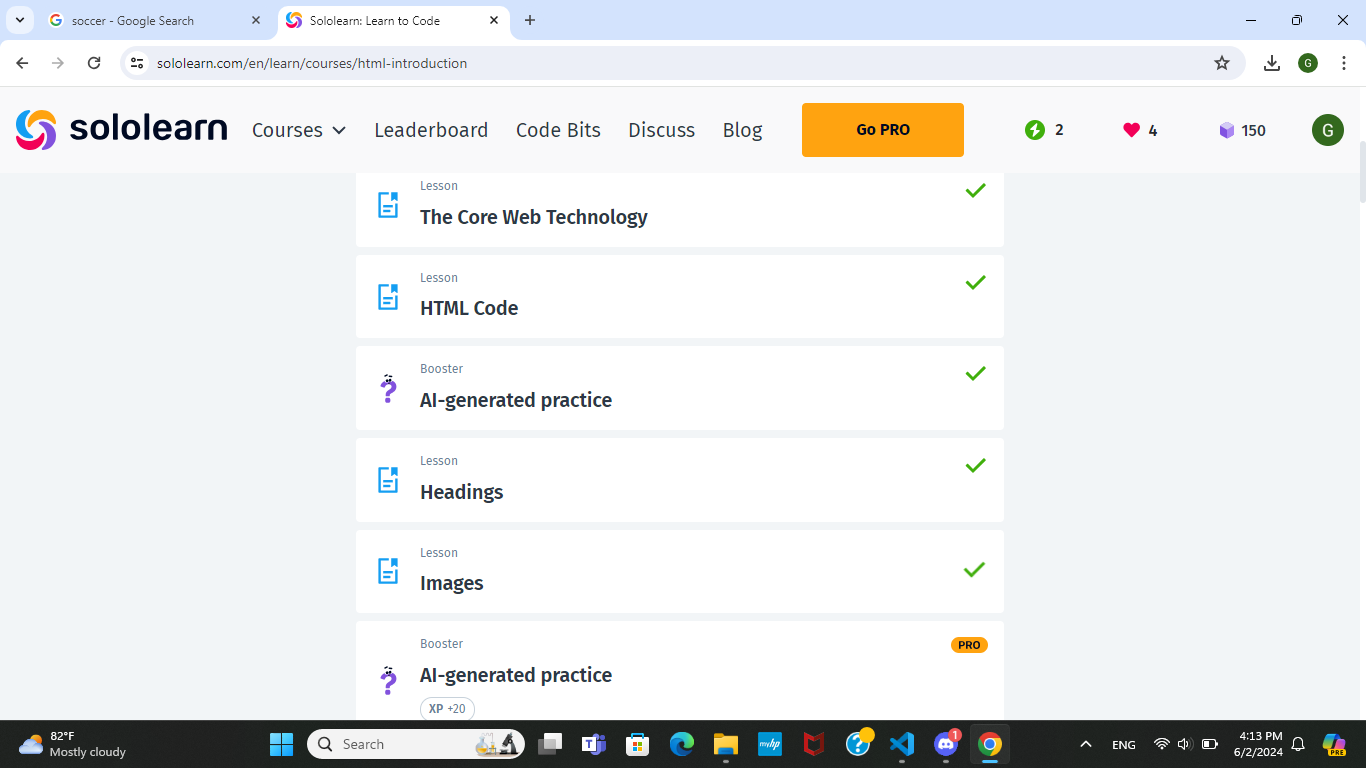 soccer - Google Search
Sololearn: Learn to Code
sololearn.com/en/learn/courses/html-introduction
G
sololearn
Courses
Leaderboard
Code Bits
Discuss
Blog
Go PRO
2
4
150
G
Lesson
The Core Web Technology
Lesson
HTML Code
Booster
AI-generated practice
Lesson
Headings
Lesson
Images
Booster
PRO
AI-generated practice
XP +20
82°F
Mostly cloudy
Search
myhp
1
ENG
4:13 PM
6/2/2024
PRE